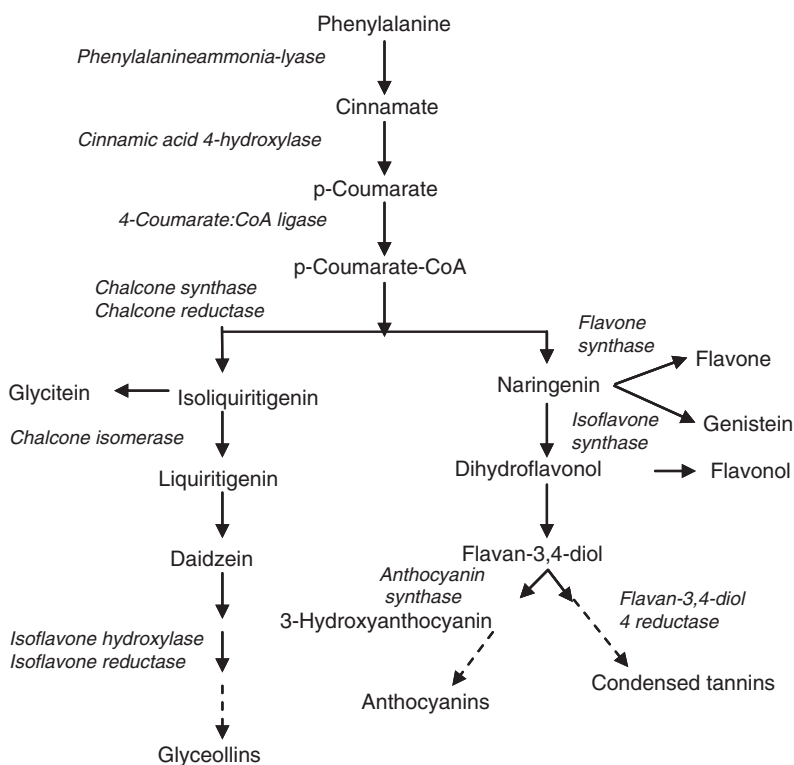 Phenylalanine
Phenylalanineammonia-lyase
Cinnamate
Cinnamic acid 4-hydroxylase
p-Coumarate
4-Coumarate:CoA ligase
p-Coumarate-CoA
Chalcone synthase
Chalcone reductase
Flavone
synthase
Flavone
Glycitein
Isoliquiritigenin
Naringenin
Genistein
Chalcone isomerase
Isoflavone
synthase
Liquiritigenin
Dihydroflavonol
Flavonol
Daidzein
Flavan-3,4-diol
Anthocyanin
synthase
3-Hydroxyanthocyanin
Flavan-3,4-diol
4 reductase
Isoflavone hydroxylase
Isoflavone reductase
Anthocyanins
Condensed tannins
Glyceollins